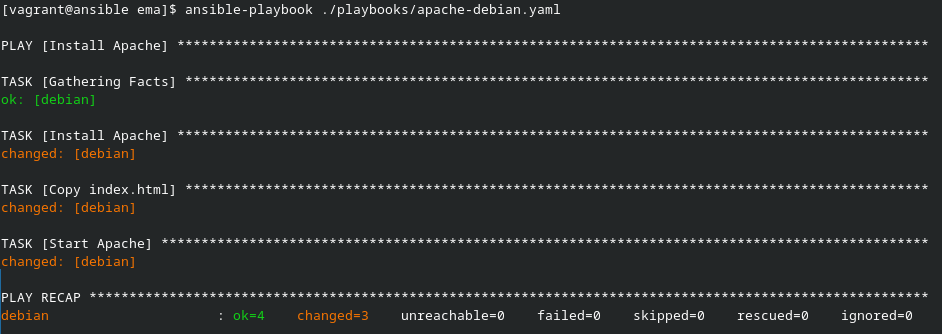 [vagrant@ansible ema]$ ansible-playbook ./playbooks/apache-debian.yaml
PLAY [Install Apache] **********************************************************************************************
TASK [Gathering Facts] *********************************************************************************************
ok: [debian]
TASK [Install Apache] **********************************************************************************************
changed: [debian]
TASK [Copy index.html] *********************************************************************************************
changed: [debian]
TASK [Start Apache] ************************************************************************************************
changed: [debian]
PLAY RECAP *********************************************************************************************************
debian                     : ok=4    changed=3    unreachable=0    failed=0    skipped=0    rescued=0    ignored=0